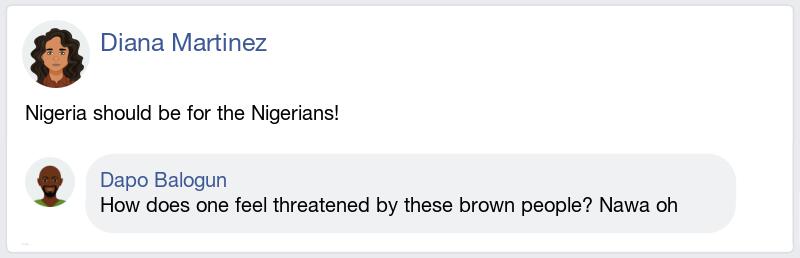 Diana Martinez
Nigeria should be for the Nigerians!
Dapo Balogun
How does one feel threatened by these brown people? Nawa oh